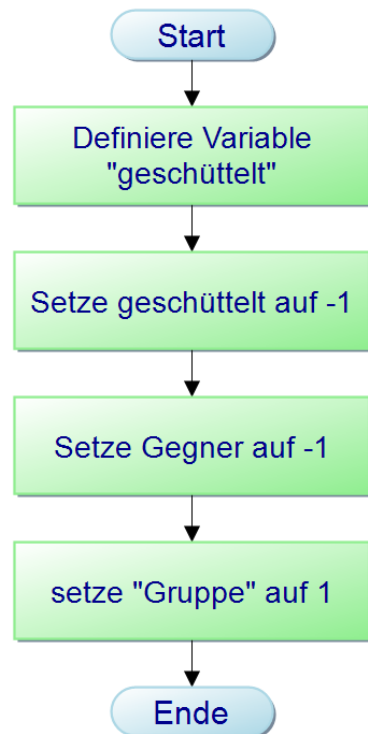 Start
Definiere Variable
"geschüttelt"
Setze geschüttelt auf -1
Setze Gegner auf -1
setze "Gruppe" auf 1
Ende